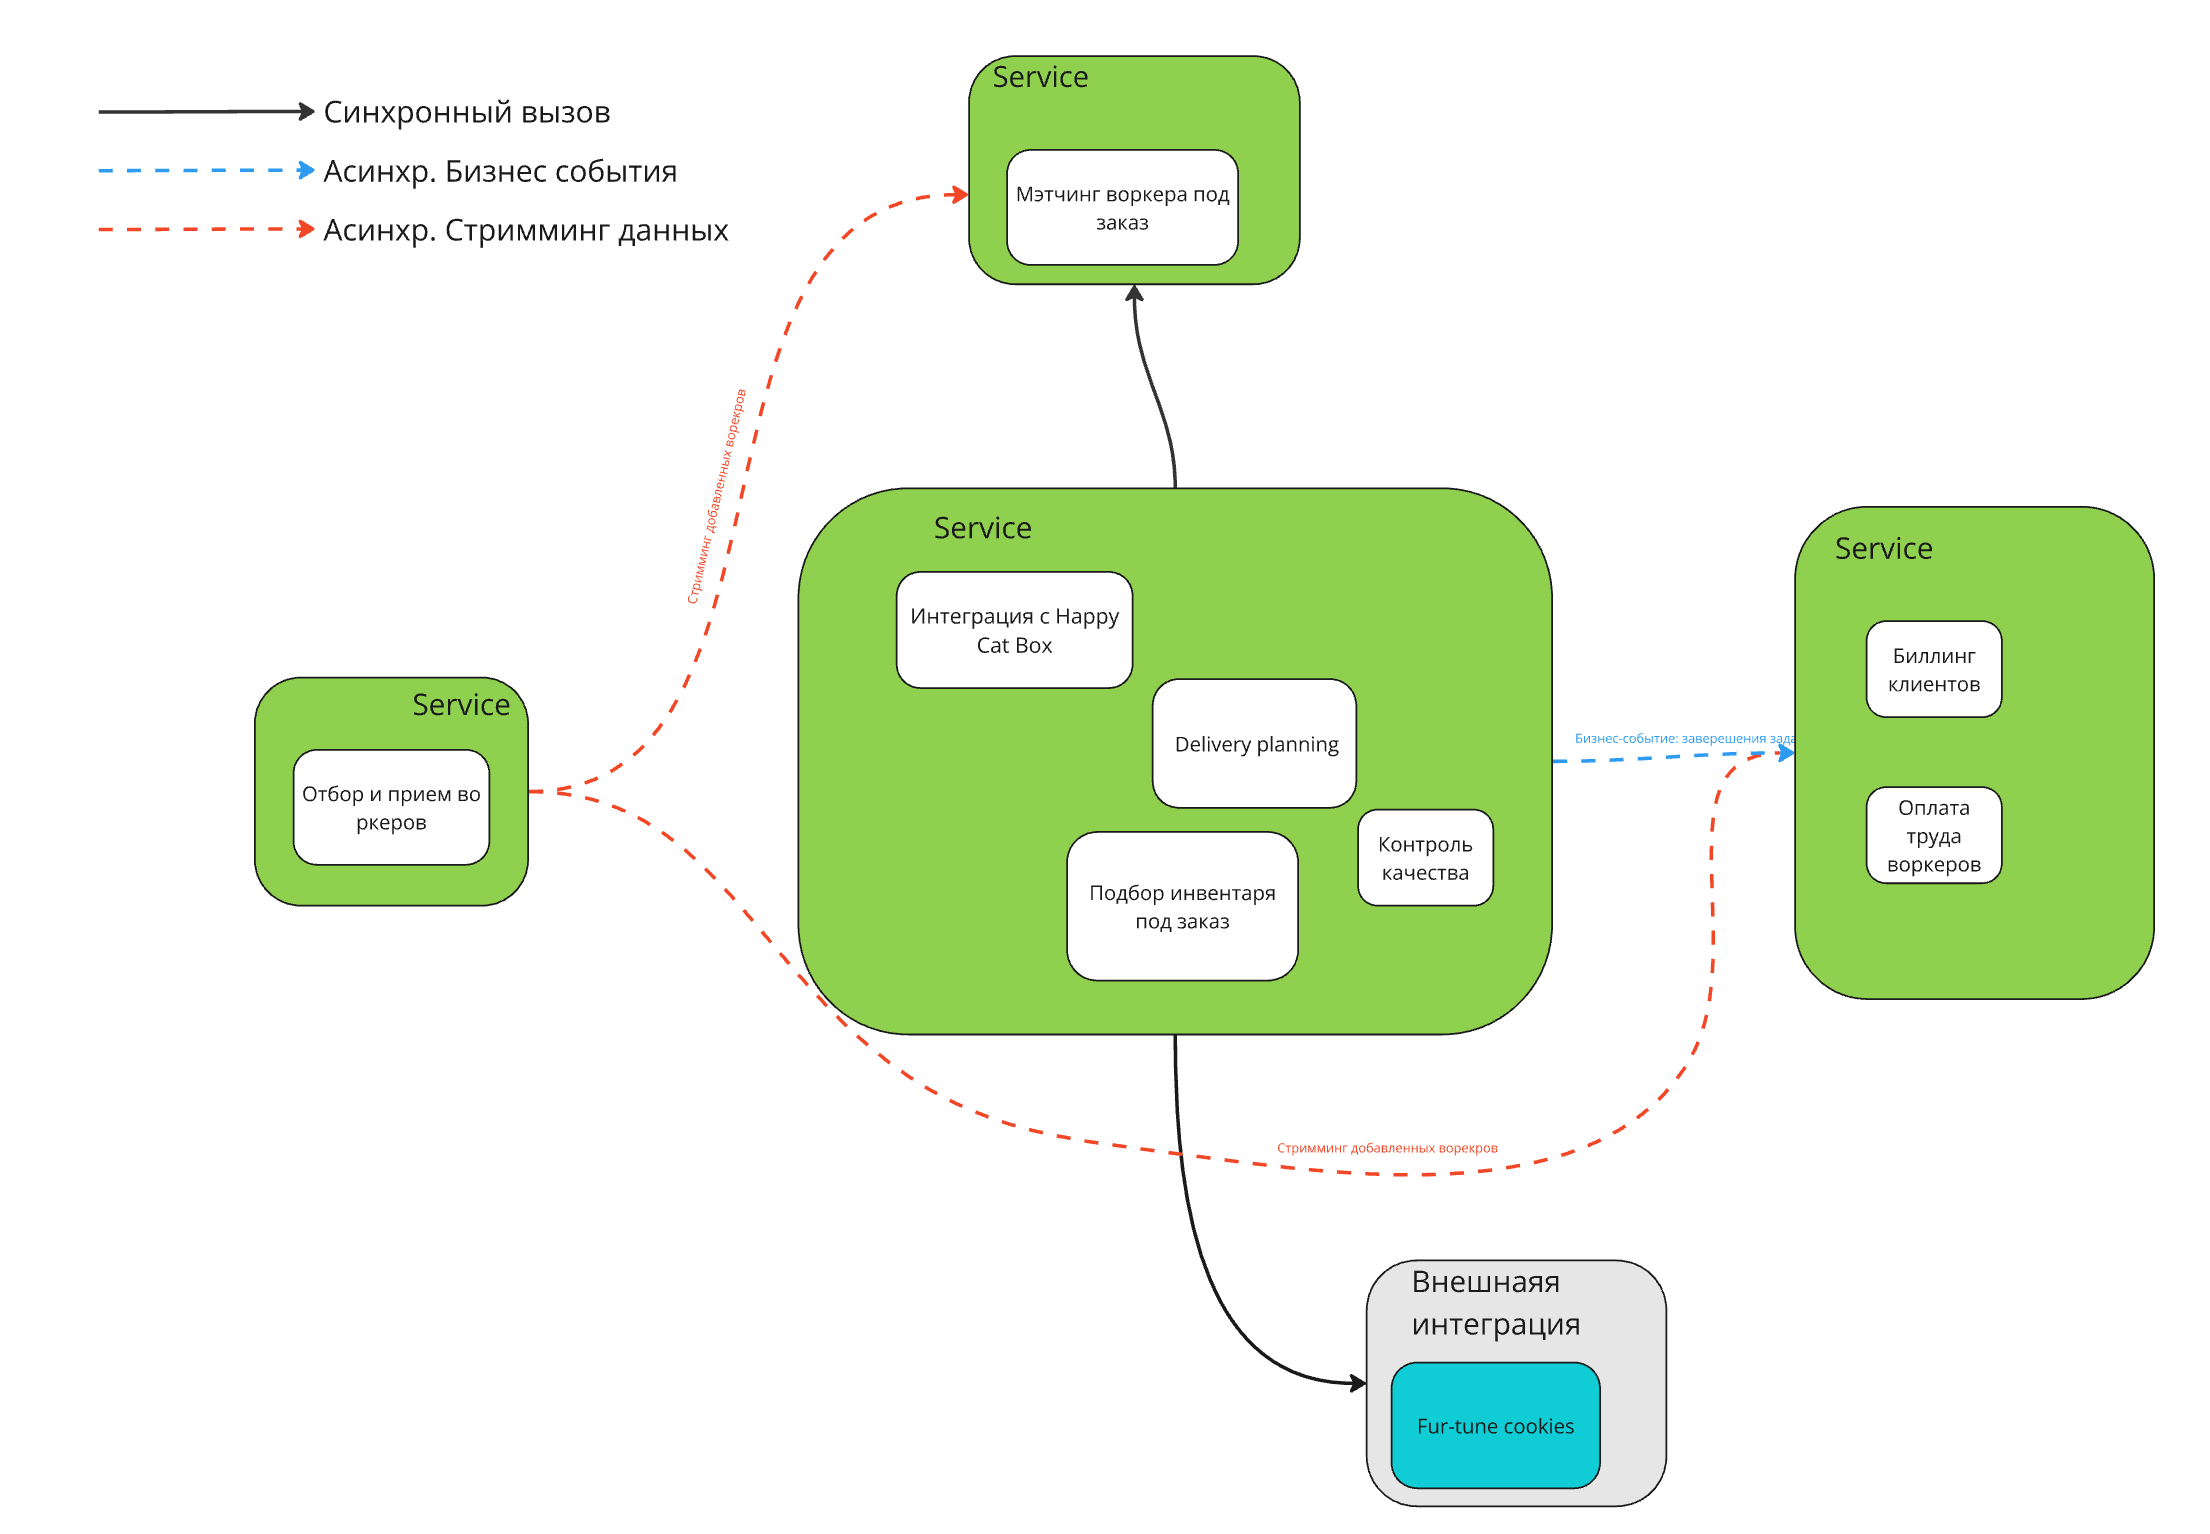 Синхронный вызов
Асинхр. Бизнес события
Асинхр. Стримминг данных
Service
Мэтчинг воркера под
заказ
Стримминг добавленных ворекров
Service
Интеграция с Happy
Cat Box
Delivery planning
Контроль
качества
Подбор инвентаря
под заказ
Service
Биллинг
клиентов
Оплата
труда
воркеров
Бизнес-событие: заверешения зада
Service
Отбор и прием во
ркеров
Стримминг добавленных ворекров
Внешнаяя
интеграция
Fur-tune cookies